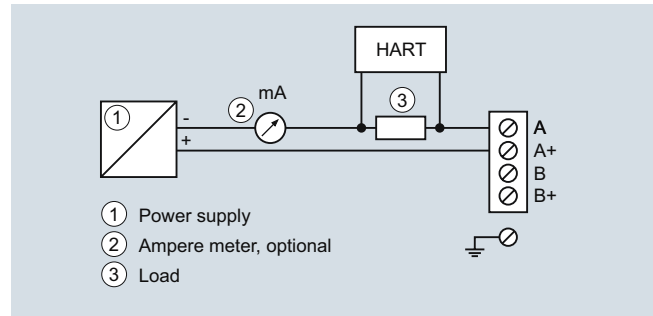 HART
mA
2
3
1
-
+
A
A+
B
B+
1 Power supply
2 Ampere meter, optional
3 Load